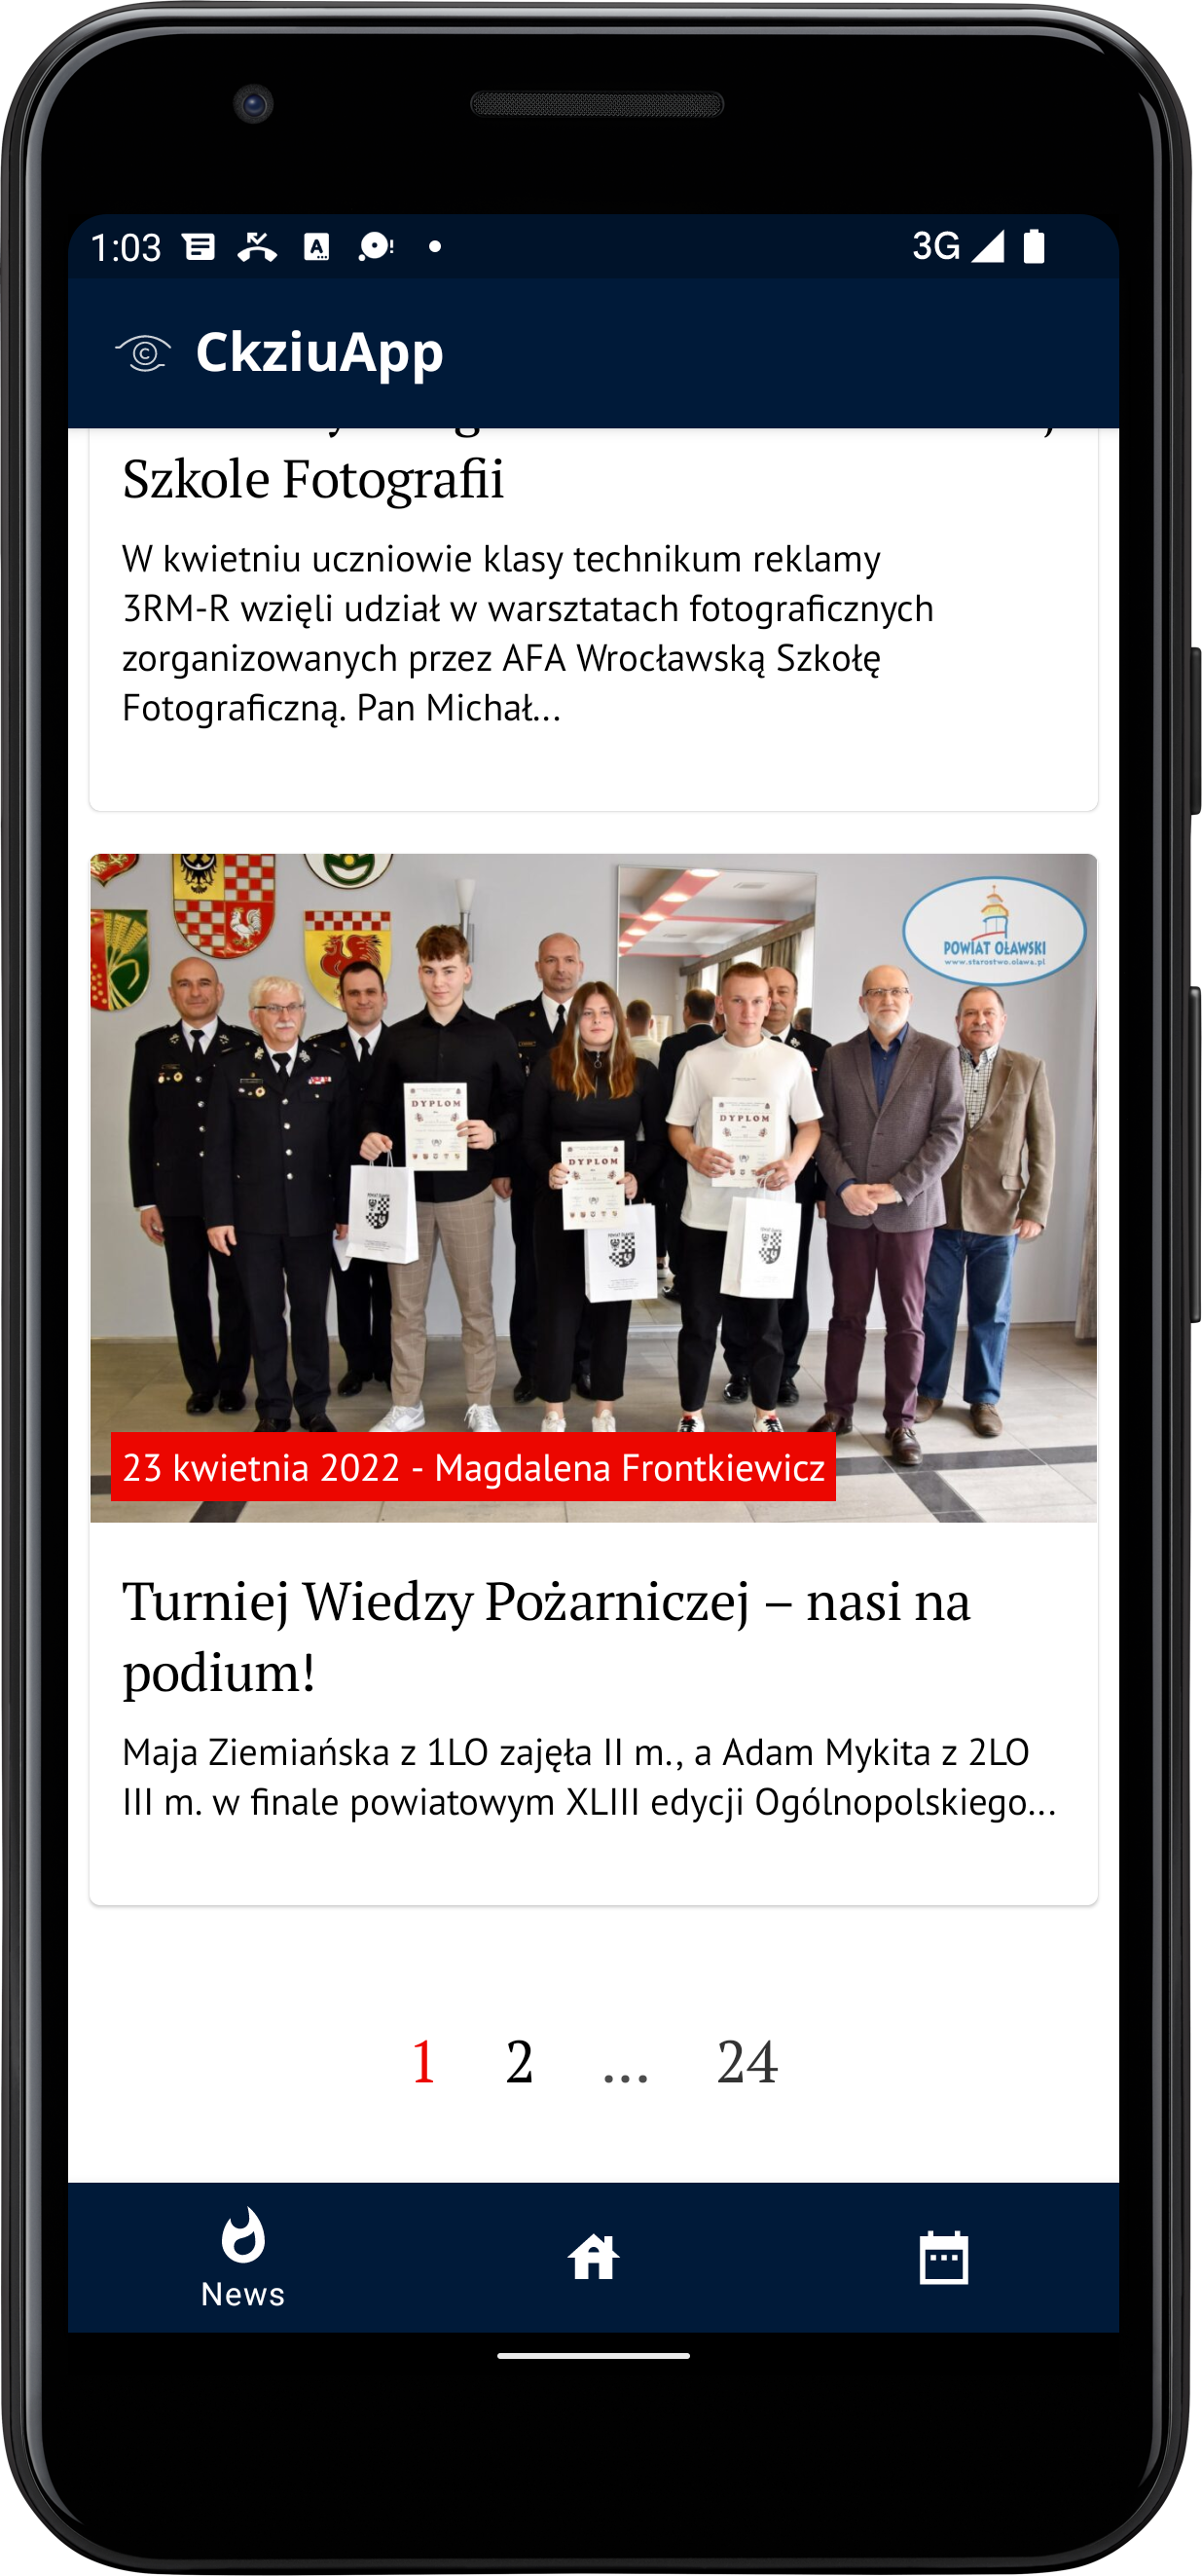 1:03
3G
CkziuApp
Szkole Fotografii
W kwietniu uczniowie klasy technikum reklamy
3RM-R wzięli udział w warsztatach fotograficznych
zorganizowanych przez AFA Wrocławską Szkołę
Fotograficzną. Pan Michał...
POWIAT OŁAWSKI
www.starostwo.olawa.pl
DYPLOM
DYPLOM
DYPLOM
23 kwietnia 2022 - Magdalena Frontkiewicz
Turniej Wiedzy Pożarniczej – nasi na
podium!
Maja Ziemiańska z 1LO zajęła II m., a Adam Mykita z 2LO
III m. w finale powiatowym XLIII edycji Ogólnopolskiego...
1 2 ... 24
News